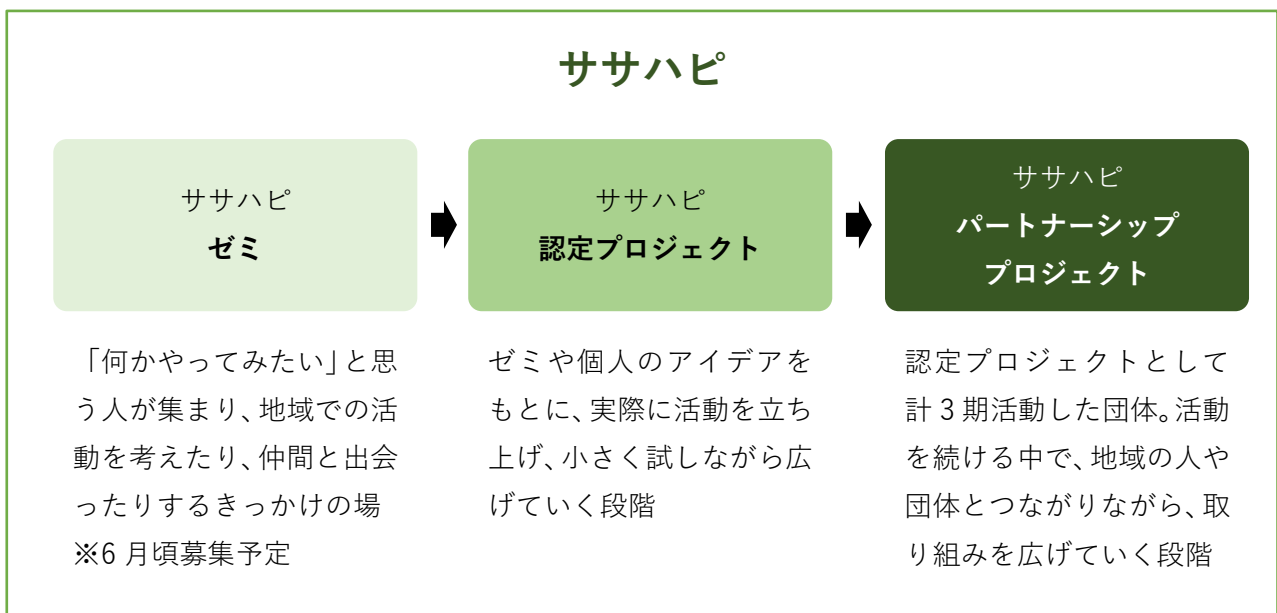 ササハピ
ササハピ
ゼミ
ササハピ
認定プロジェクト
ササハピ
パートナーシップ
プロジェクト
「何かやってみたい」と思
う人が集まり、地域での活
動を考えたり、仲間と出会
ったりするきっかけの場
※6 月頃募集予定
ゼミや個人のアイデアを
もとに、実際に活動を立ち
上げ、小さく試しながら広
げていく段階
認定プロジェクトとして
計 3 期活動した団体。活動
を続ける中で、地域の人や
団体とつながりながら、取
り組みを広げていく段階